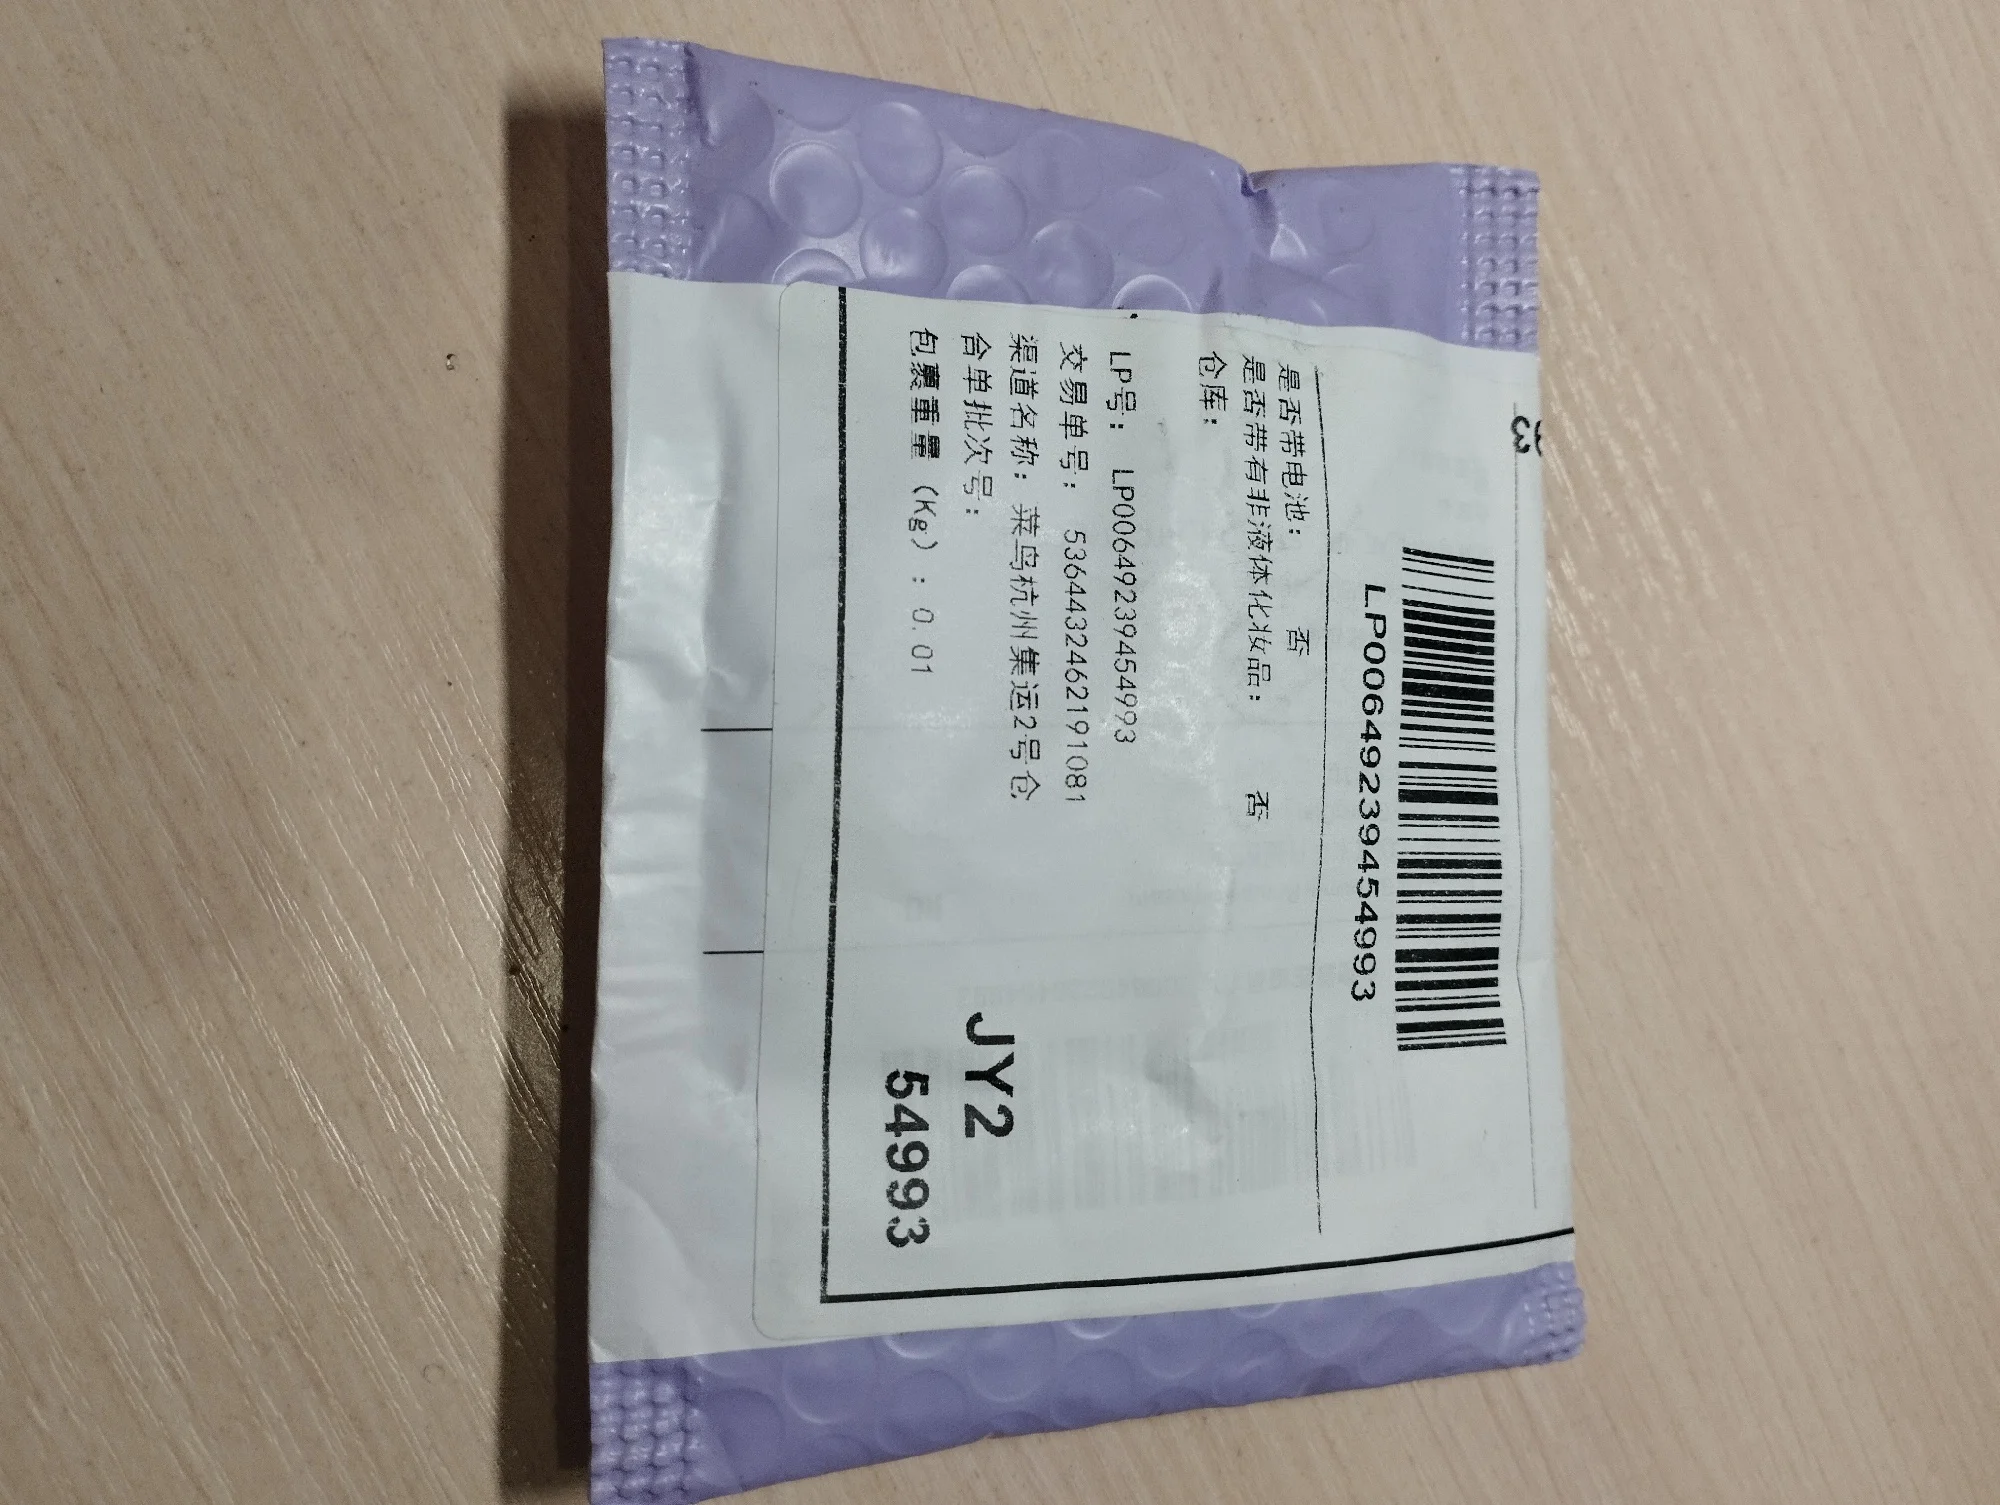 LP00649239454993
是否带电池： 否
是否带有非液体化妆品： 否
仓库：
LP号： LP00649239454993
交易单号： 5364432462191081
渠道名称：菜鸟杭州集运2号仓
合单批次号：
包裹重量（Kg）：0.01
JY2
54993